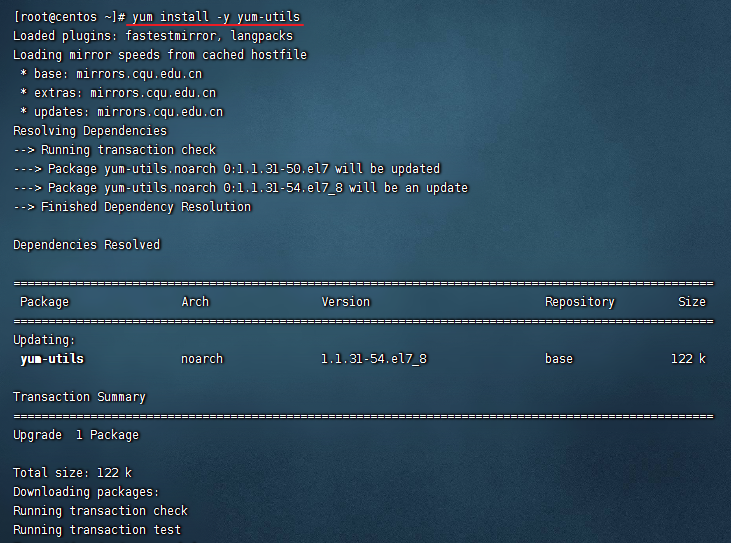 [root@centos ~]# yum install -y yum-utils
Loaded plugins: fastestmirror, langpacks
Loading mirror speeds from cached hostfile
 * base: mirrors.cqu.edu.cn
 * extras: mirrors.cqu.edu.cn
 * updates: mirrors.cqu.edu.cn
Resolving Dependencies
--> Running transaction check
---> Package yum-utils.noarch 0:1.1.31-50.el7 will be updated
---> Package yum-utils.noarch 0:1.1.31-54.el7_8 will be an update
--> Finished Dependency Resolution

Dependencies Resolved

====================================================================================================
 Package                Arch                Version                         Repository         Size
====================================================================================================
Updating:
 yum-utils              noarch              1.1.31-54.el7_8                 base              122 k

Transaction Summary
====================================================================================================
Upgrade  1 Package

Total size: 122 k
Downloading packages:
Running transaction check
Running transaction test